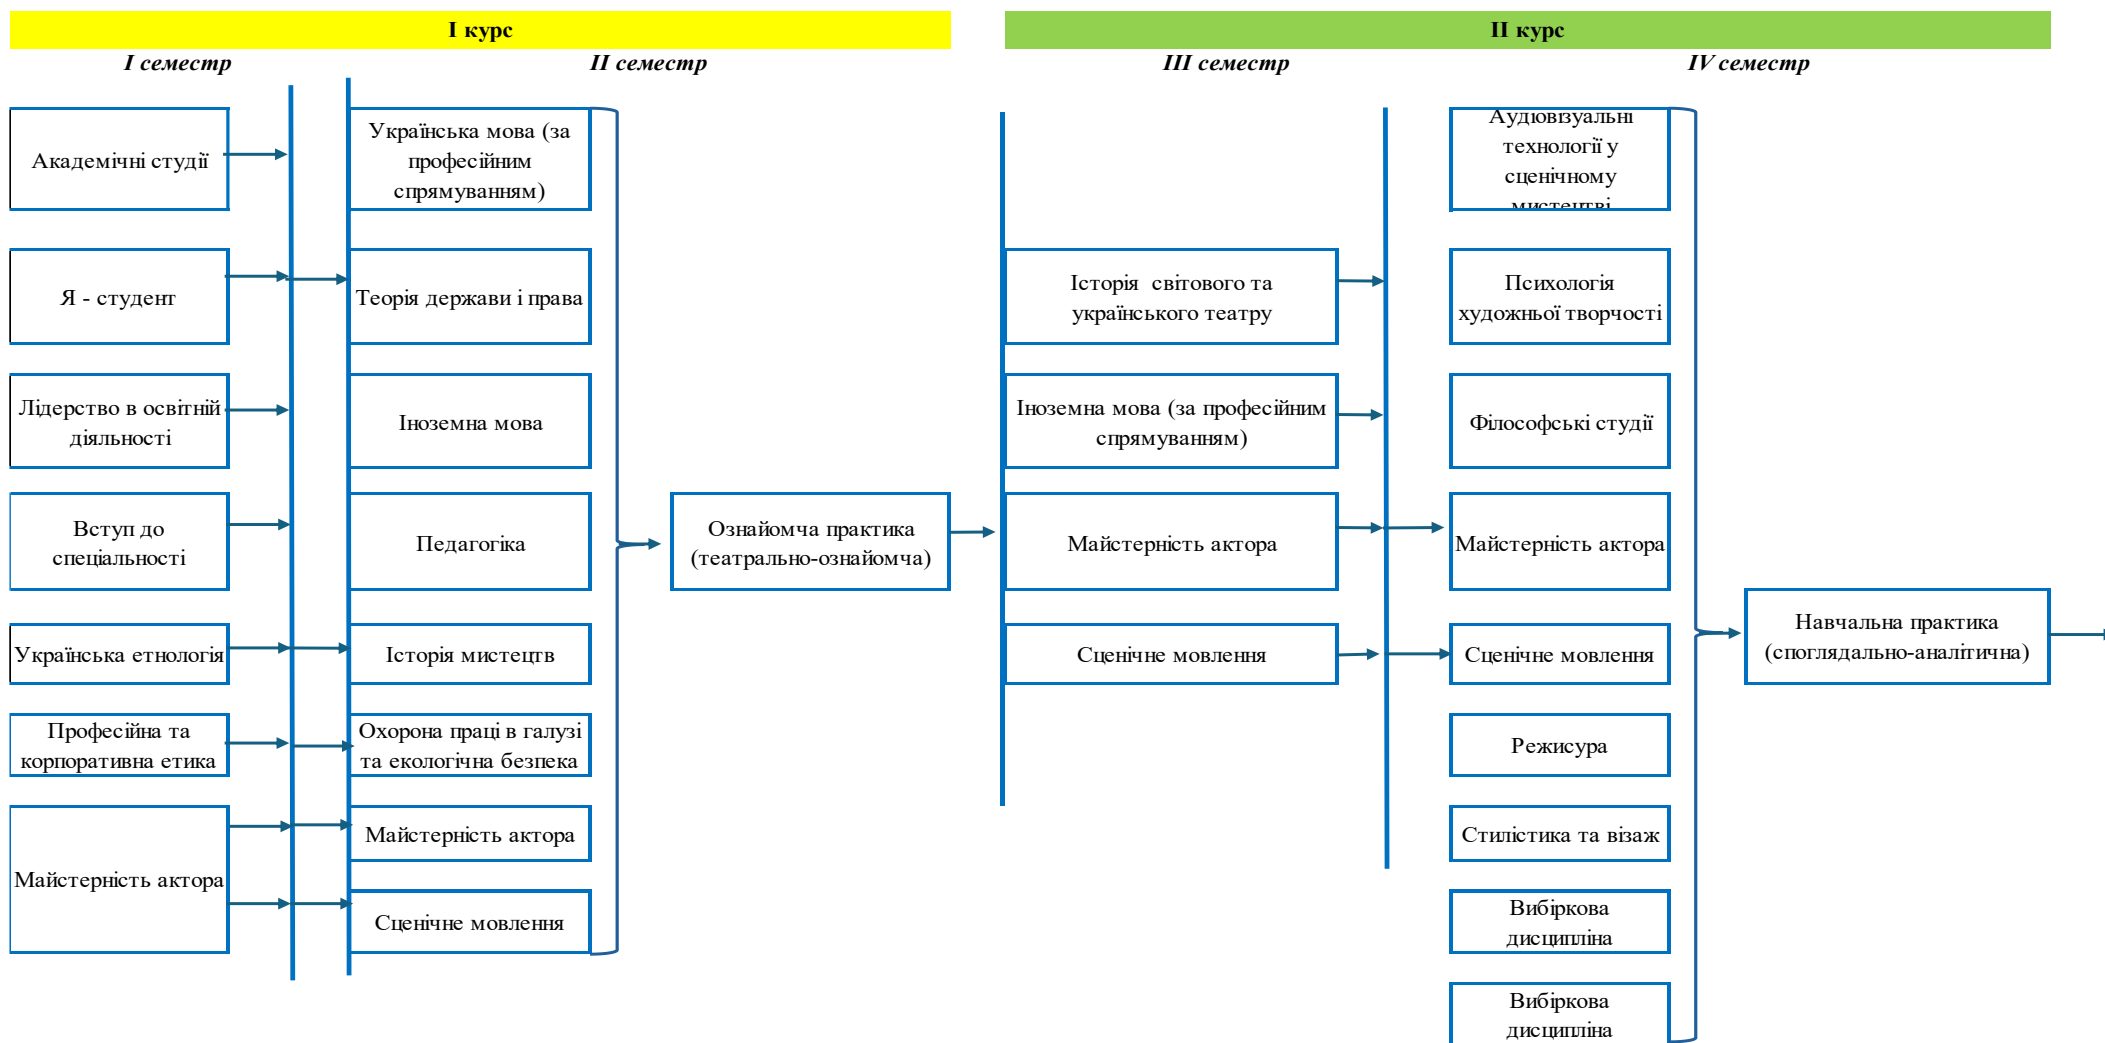 І курс
І семестр
ІІ семестр
Академічні студії
Я - студент
Лідерство в освітній
діяльності
Вступ до
спеціальності
Українська етнологія
Професійна та
корпоративна етика
Майстерність актора
Українська мова (за
професійним
спрямуванням)
Теорія держави і права
Іноземна мова
Педагогіка
Історія мистецтв
Охорона праці в галузі
та екологічна безпека
Майстерність актора
Сценічне мовлення
Ознайомча практика
(театрально-ознайомча)
ІІ курс
ІІІ семестр
IV семестр
Історія  світового та
українського театру
Іноземна мова (за професійним
спрямуванням)
Майстерність актора
Сценічне мовлення
Аудіовізуальні
технології у
сценічному
мистецтві
Психологія
художньої творчості
Філософські студії
Майстерність актора
Сценічне мовлення
Режисура
Стилістика та візаж
Вибіркова
дисципліна
Вибіркова
дисципліна
Навчальна практика
(споглядально-аналітична)